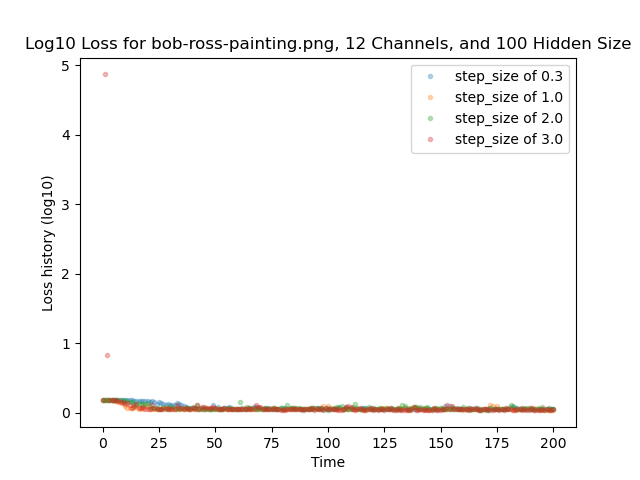 Log10 Loss for bob-ross-painting.png, 12 Channels, and 100 Hidden Size
step_size of 0.3
step_size of 1.0
step_size of 2.0
step_size of 3.0
Loss history (log10)
5
4
3
2
1
0
0 25 50 75 100 125 150 175 200
Time